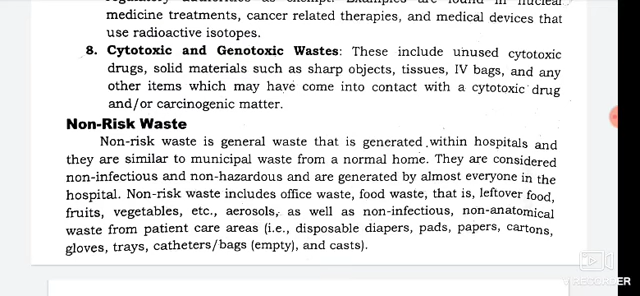 medicine treatments, cancer related therapies, and medical devices that
use radioactive isotopes.
8. Cytotoxic and Genotoxic Wastes: These include unused cytotoxic
drugs, solid materials such as sharp objects, tissues, IV bags, and any
other items which may have come into contact with a cytotoxic drug
and/or carcinogenic matter.
Non-Risk Waste
Non-risk waste is general waste that is generated within hospitals and
they are similar to municipal waste from a normal home. They are considered
non-infectious and non-hazardous and are generated by almost everyone in the
hospital. Non-risk waste includes office waste, food waste, that is, leftover food,
fruits, vegetables, etc., aerosols, as well as non-infectious, non-anatomical
waste from patient care areas (i.e., disposable diapers, pads, papers, cartons,
gloves, trays, catheters/bags (empty), and casts).
RECORDER